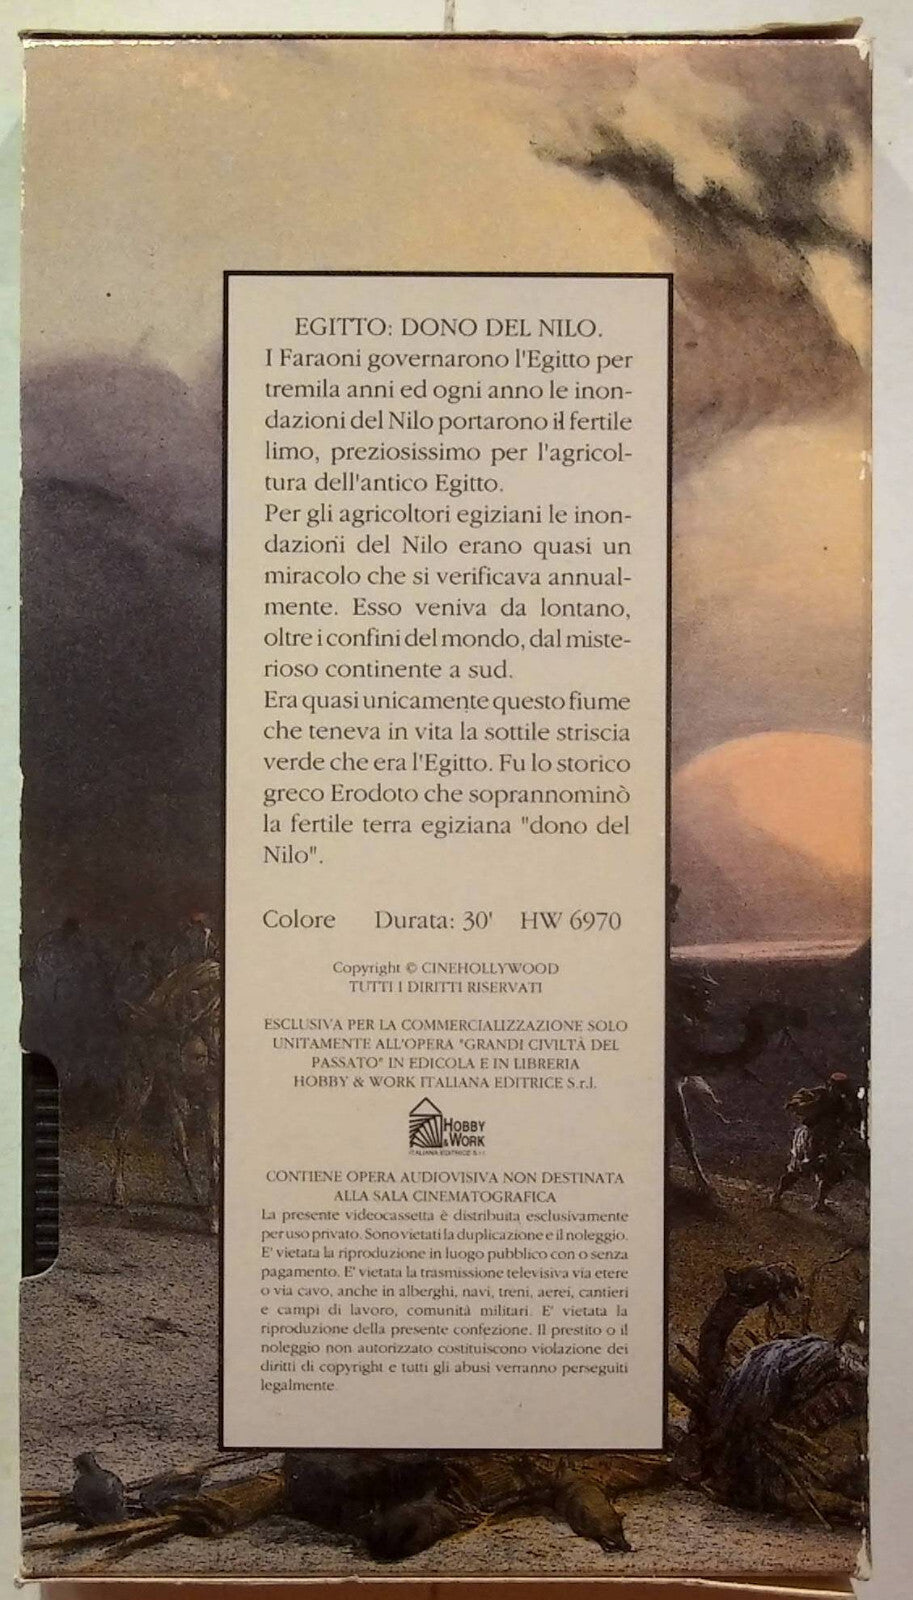 EGITTO: DONO DEL NILO.
I Faraoni governarono l'Egitto per
tremila anni ed ogni anno le inon-
dazioni del Nilo portarono il fertile
limo, preziosissimo per l'agricol-
tura dell'antico Egitto.
Per gli agricoltori egiziani le inon-
dazioni del Nilo erano quasi un
miracolo che si verificava annual-
mente. Esso veniva da lontano,
oltre i confini del mondo, dal miste-
rioso continente a sud.
Era quasi unicamente questo fiume
che teneva in vita la sottile striscia
verde che era l'Egitto. Fu lo storico
greco Erodoto che soprannominò
la fertile terra egiziana "dono del
Nilo".
Colore Durata: 30' HW 6970
Copyright © CINEHOLLYWOOD
TUTTI I DIRITTI RISERVATI
ESCLUSIVA PER LA COMMERCIALIZZAZIONE SOLO
UNITAMENTE ALL'OPERA "GRANDI CIVILTÀ DEL
PASSATO" IN EDICOLA E IN LIBRERIA
HOBBY & WORK ITALIANA EDITRICE S.r.l.
HOBBY
& WORK
ITALIANA EDITRICE S.r.l.
CONTIENE OPERA AUDIOVISIVA NON DESTINATA
ALLA SALA CINEMATOGRAFICA
La presente videocassetta è distribuita esclusivamente
per uso privato. Sono vietati la duplicazione e il noleggio.
E' vietata la riproduzione in luogo pubblico con o senza
pagamento. E' vietata la trasmissione televisiva via etere
o via cavo, anche in alberghi, navi, treni, aerei, cantieri
e campi di lavoro, comunità militari. E' vietata la
riproduzione della presente confezione. Il prestito o il
noleggio non autorizzato costituiscono violazione dei
diritti di copyright e tutti gli abusi verranno perseguiti
legalmente.